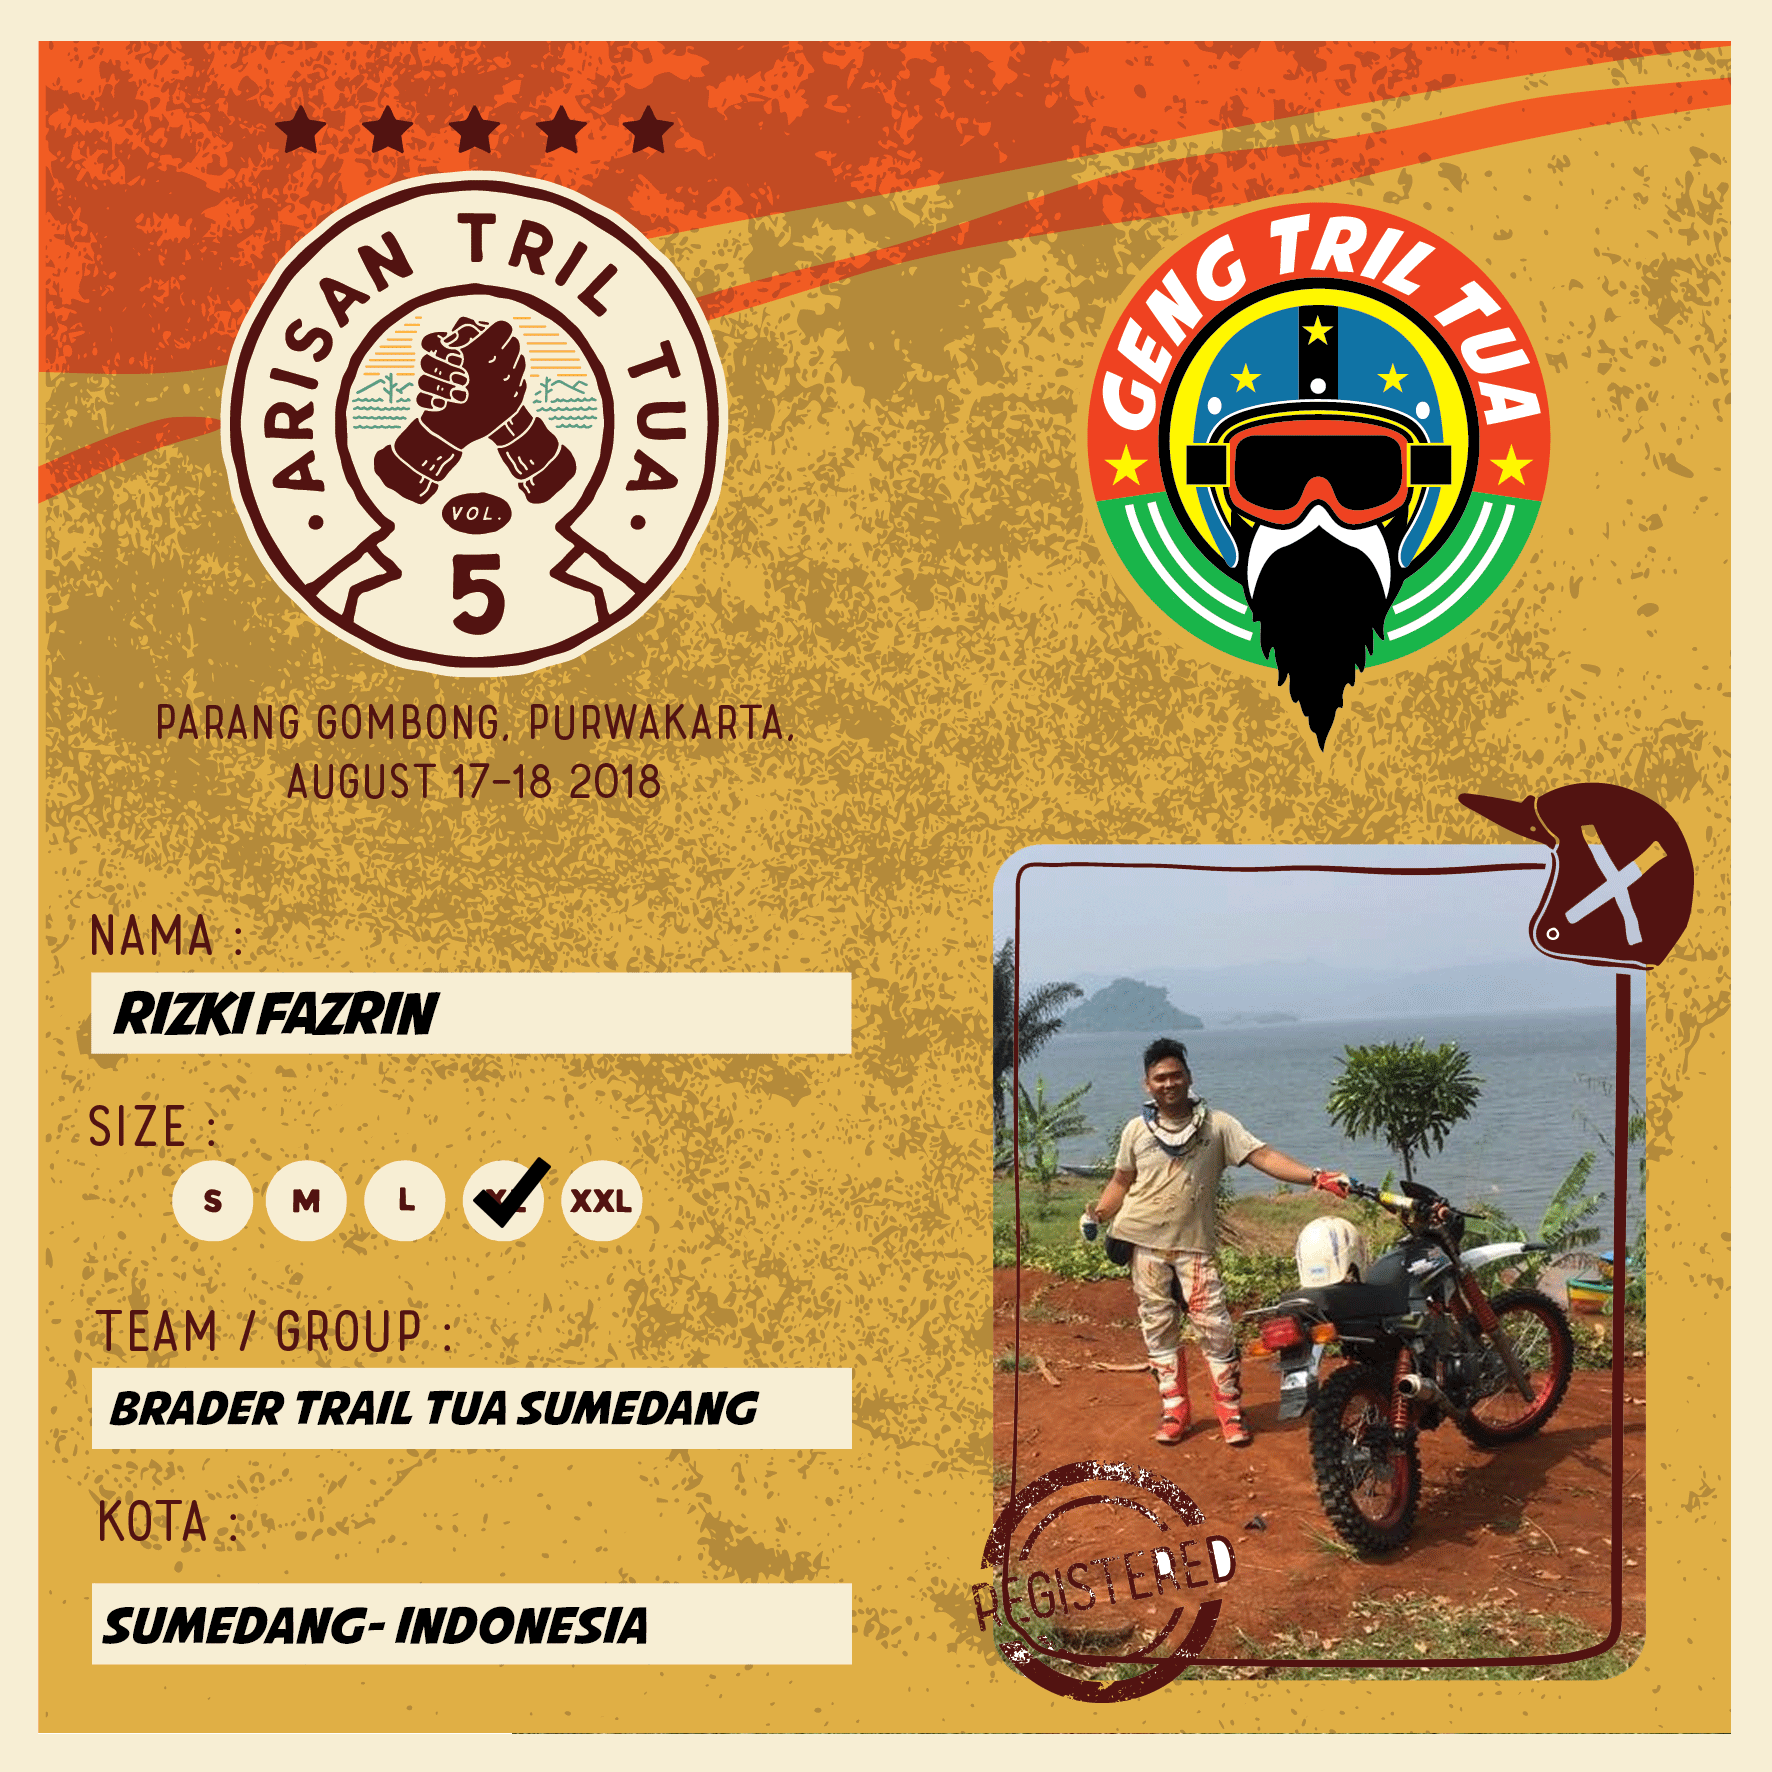 ARISAN TRIL TUA
VOL.
5
GENG TRIL TUA
PARANG GOMBONG, PURWAKARTA,
AUGUST 17-18 2018
NAMA :
RIZKI FAZRIN
SIZE :
S M L XL XXL
TEAM / GROUP :
BRADER TRAIL TUA SUMEDANG
KOTA :
SUMEDANG- INDONESIA
REGISTERED